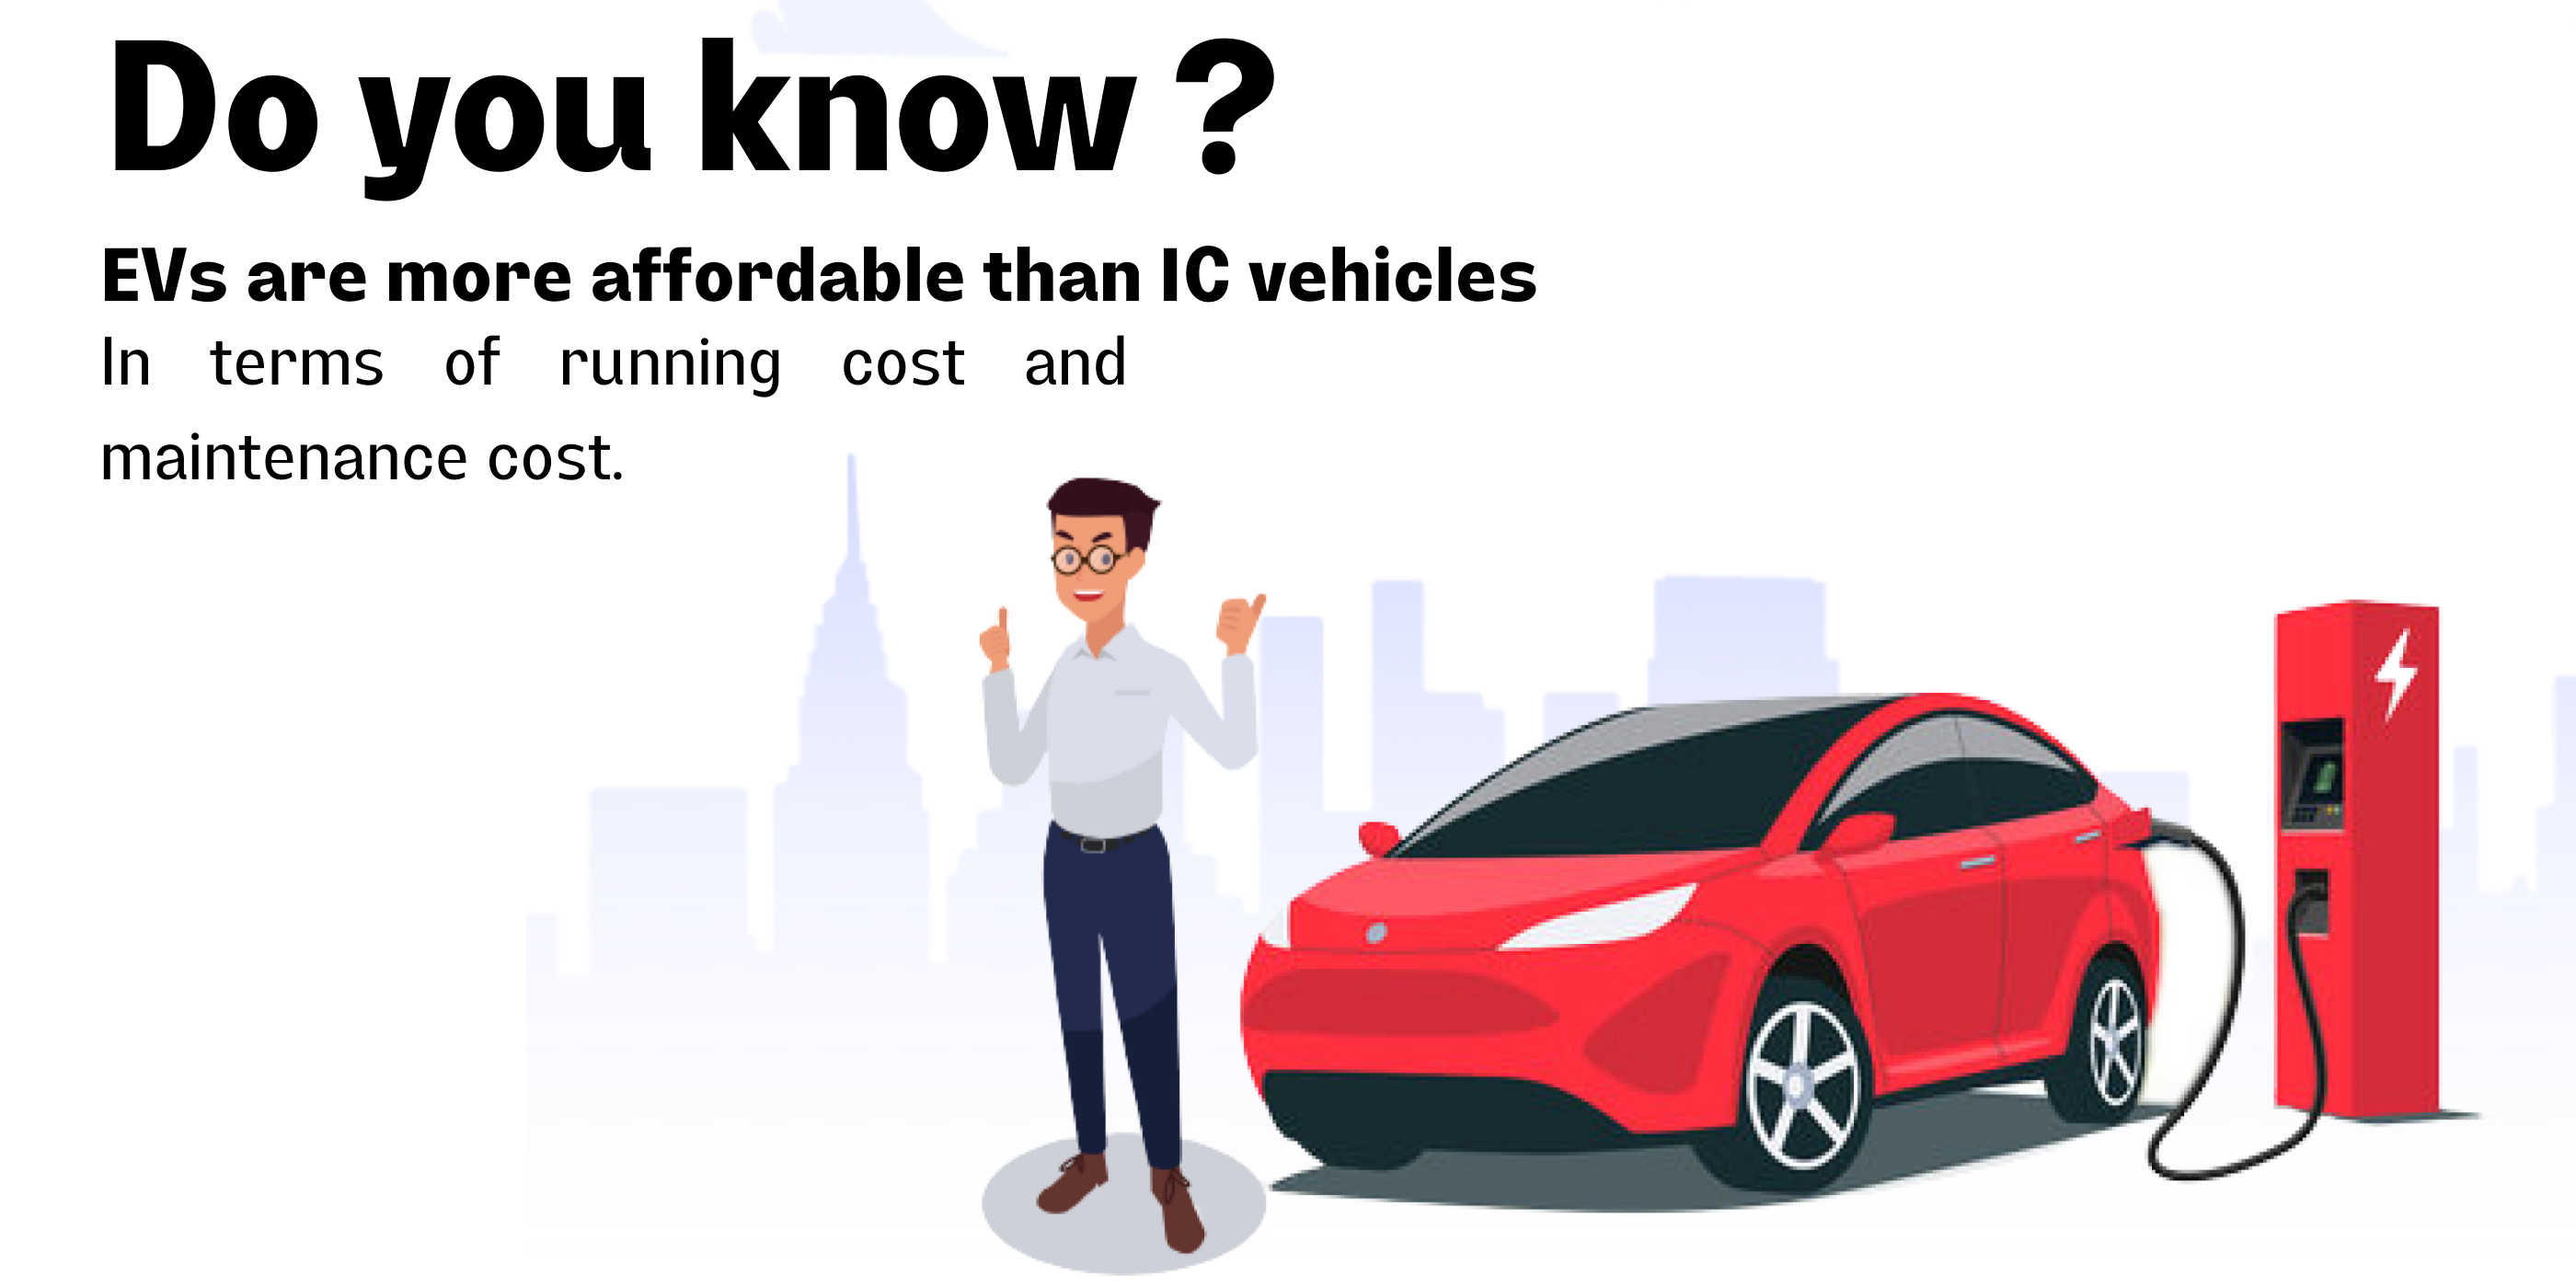 Do you know ?
EVs are more affordable than IC vehicles
In terms of running cost and
maintenance cost.